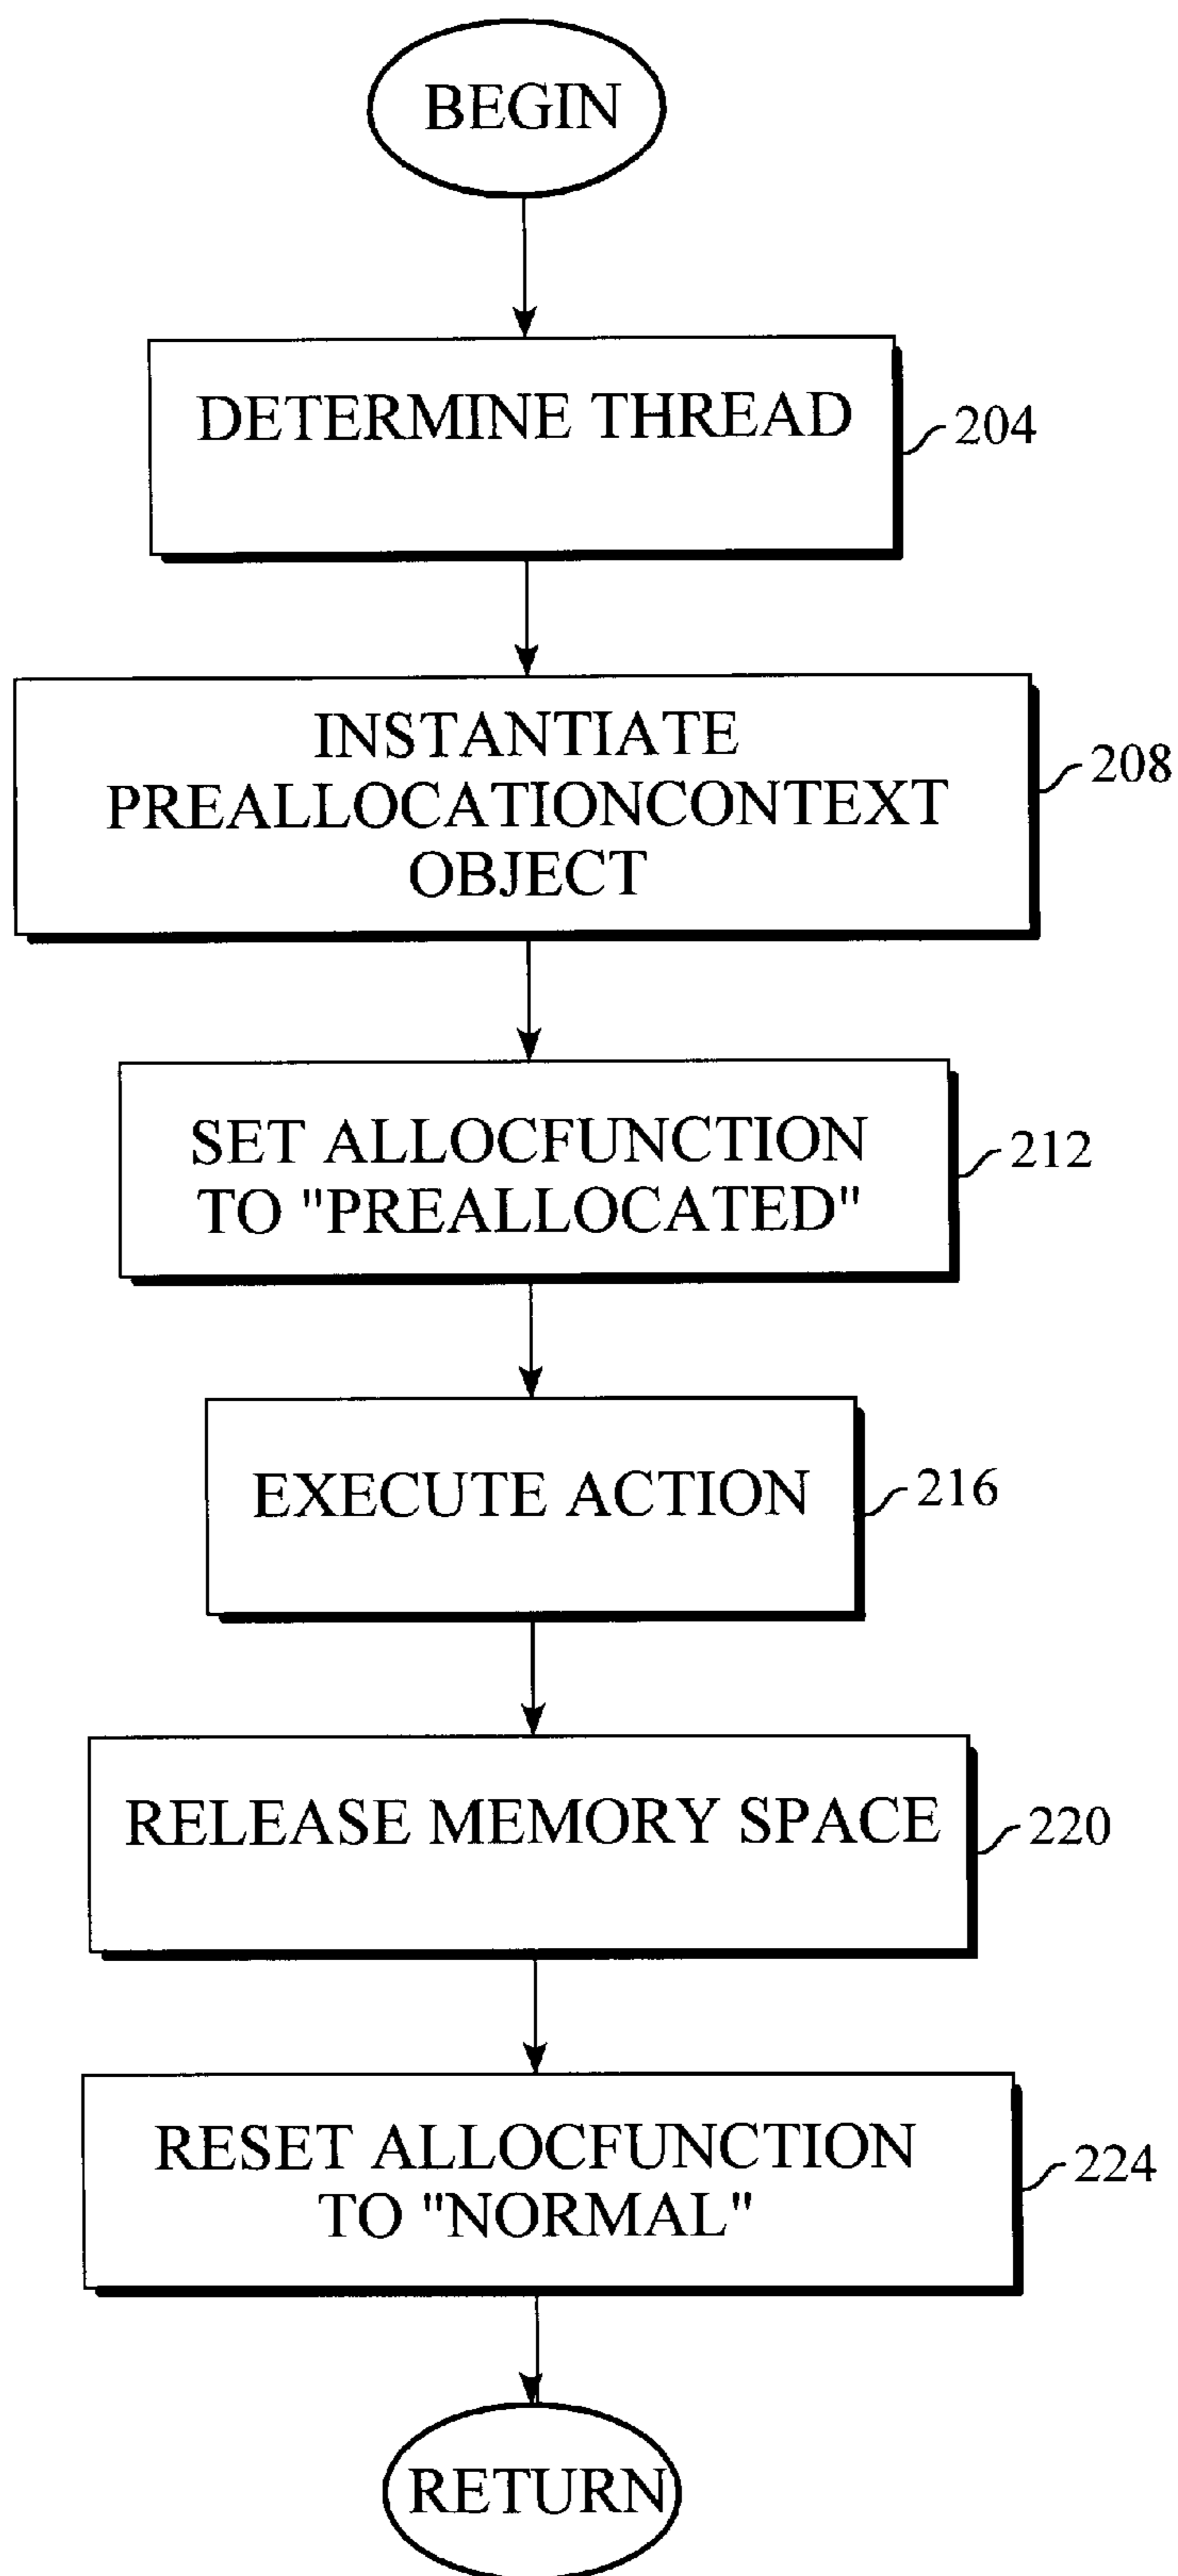 BEGIN
DETERMINE THREAD
204
INSTANTIATE
PREALLOCATIONCONTEXT
OBJECT
208
SET ALLOCFUNCTION
TO "PREALLOCATED"
212
EXECUTE ACTION
216
RELEASE MEMORY SPACE
220
RESET ALLOCFUNCTION
TO "NORMAL"
224
RETURN